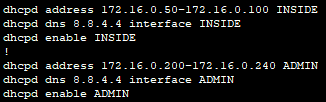 dhcpd address 172.16.0.50-172.16.0.100 INSIDE
dhcpd dns 8.8.4.4 interface INSIDE
dhcpd enable INSIDE
!
dhcpd address 172.16.0.200-172.16.0.240 ADMIN
dhcpd dns 8.8.4.4 interface ADMIN
dhcpd enable ADMIN